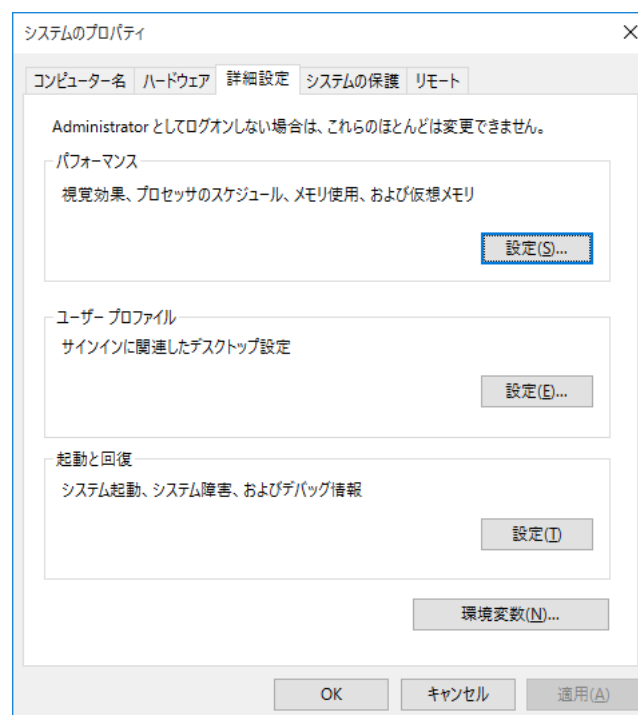 システムのプロパティ
コンピューター名 ハードウェア 詳細設定 システムの保護 リモート
Administrator としてログオンしない場合は、これらのほとんどは変更できません。
パフォーマンス
視覚効果、プロセッサのスケジュール、メモリ使用、および仮想メモリ
設定(S)...
ユーザー プロファイル
サインインに関連したデスクトップ設定
設定(E)...
起動と回復
システム起動、システム障害、およびデバッグ情報
設定(T)
環境変数(N)...
OK キャンセル 適用(A)